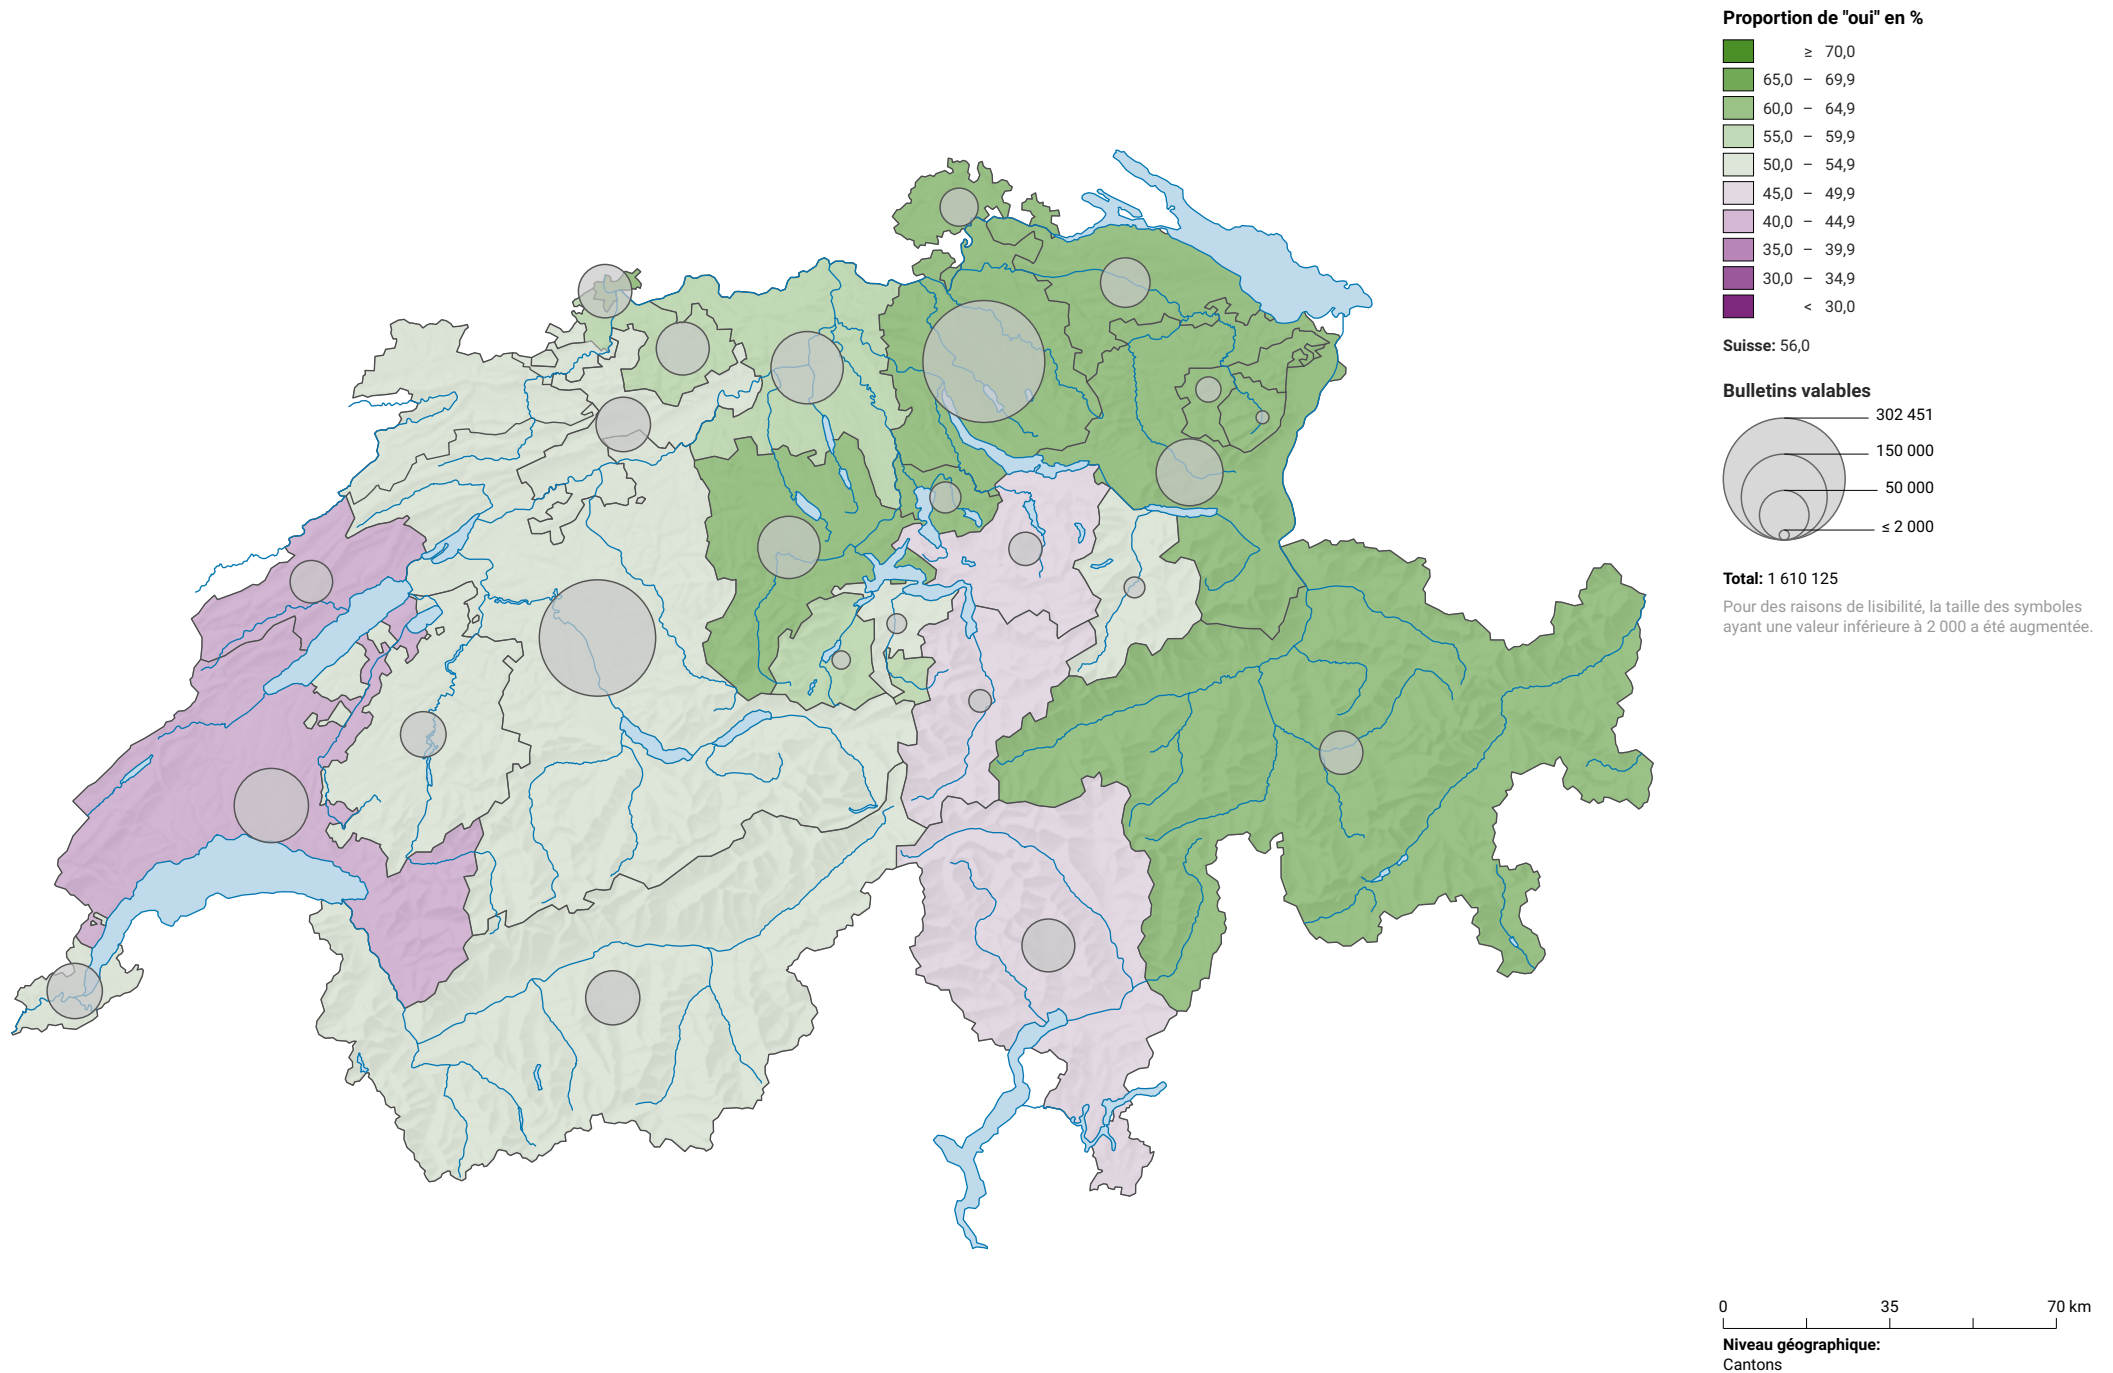 Proportion de "oui" en %
≥ 70,0
65,0 – 69,9
60,0 – 64,9
55,0 – 59,9
50,0 – 54,9
45,0 – 49,9
40,0 – 44,9
35,0 – 39,9
30,0 – 34,9
< 30,0
Suisse: 56,0
Bulletins valables
302 451
150 000
50 000
≤ 2 000
Total: 1 610 125
Pour des raisons de lisibilité, la taille des symboles
ayant une valeur inférieure à 2 000 a été augmentée.
0 35 70 km
Niveau géographique:
Cantons